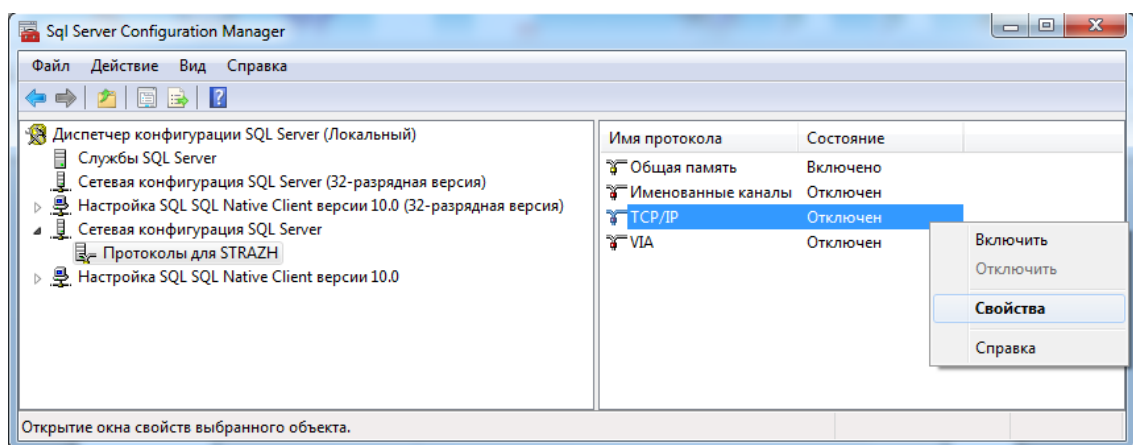 Sql Server Configuration Manager
Файл Действие Вид Справка
Диспетчер конфигурации SQL Server (Локальный)
Службы SQL Server
Сетевая конфигурация SQL Server (32-разрядная версия)
Настройка SQL SQL Native Client версии 10.0 (32-разрядная версия)
Сетевая конфигурация SQL Server
Протоколы для STRAZH
Настройка SQL SQL Native Client версии 10.0
Имя протокола Состояние
Общая память Включено
Именованные каналы Отключен
TCP/IP Отключен
VIA Отключен
Включить
Отключить
Свойства
Справка
Открытие окна свойств выбранного объекта.